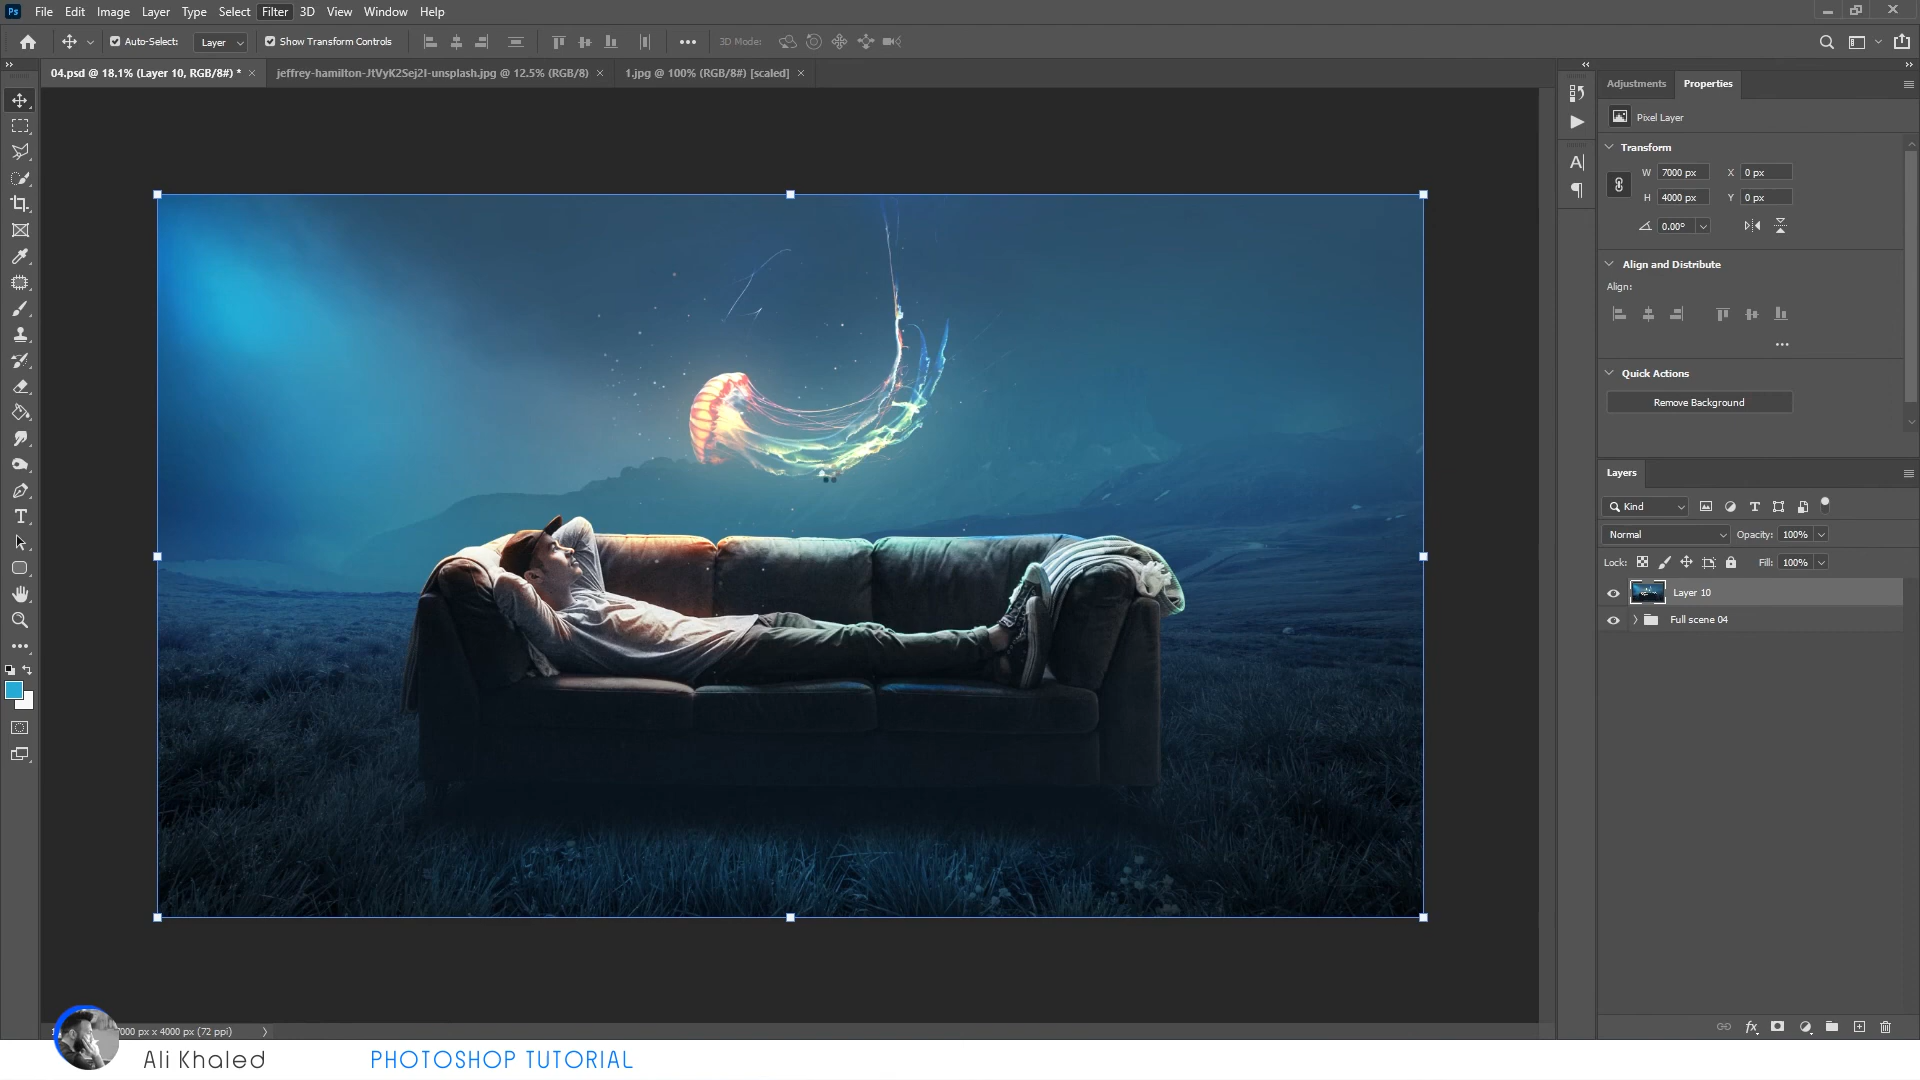 Ps File Edit Image Layer Type Select Filter 3D View Window Help
Auto-Select: Layer Show Transform Controls 3D Mode:
04.psd @ 18.1% (Layer 10, RGB/8#) * × jeffrey-hamilton-JtVyK2Sej2I-unsplash.jpg @ 12.5% (RGB/8) × 1.jpg @ 100% (RGB/8#) [scaled] ×
Adjustments Properties
Pixel Layer
Transform
W 7000 px X 0 px
H 4000 px Y 0 px
0.00°
Align and Distribute
Align:
Quick Actions
Remove Background
Layers
Kind
Normal Opacity: 100%
Lock: Fill: 100%
Layer 10
Full scene 04
7000 px x 4000 px (72 ppi)
Ali Khaled PHOTOSHOP TUTORIAL